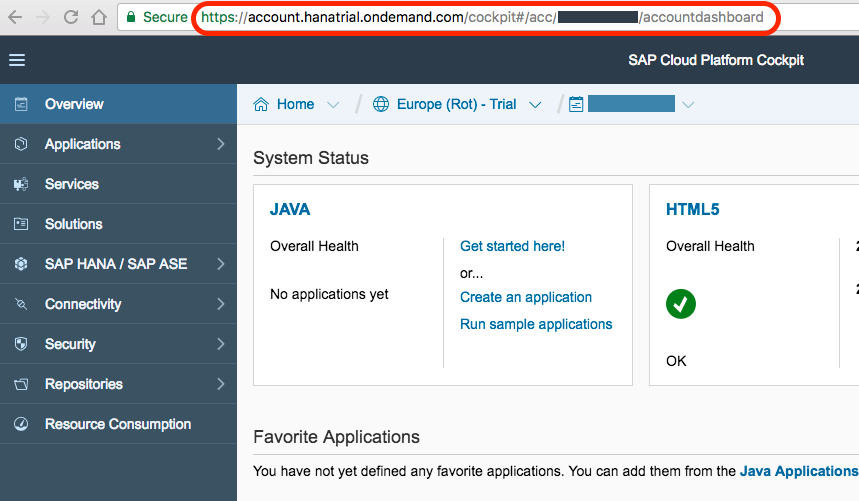 Secure https://account.hanatrial.ondemand.com/cockpit#/acc/ /accountdashboard
SAP Cloud Platform Cockpit
Overview
Applications
Services
Solutions
SAP HANA / SAP ASE
Connectivity
Security
Repositories
Resource Consumption
Home / Europe (Rot) - Trial /
System Status
JAVA
Overall Health
No applications yet
Get started here!
or...
Create an application
Run sample applications
HTML5
Overall Health
OK
Favorite Applications
You have not yet defined any favorite applications. You can add them from the Java Applications